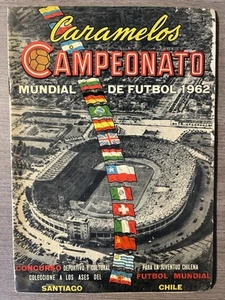 Caramelos
CAMPEONATO
MUNDIAL DE FUTBOL 1962
CONCURSO DEPORTIVO Y CULTURAL PARA LA JUVENTUD CHILENA
COLECCIONE A LOS ASES DEL FUTBOL MUNDIAL
SANTIAGO CHILE